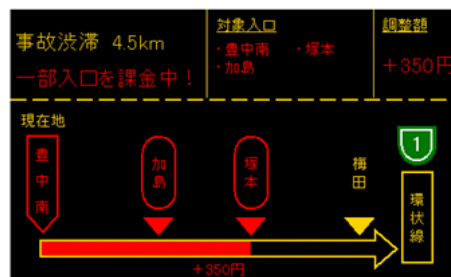 事故渋滞 4.5km
一部入口を課金中！
対象入口
・豊中南 ・塚本
・加島
調整額
＋350円
現在地
豊中南
加島
塚本
梅田
1
環状線
＋350円